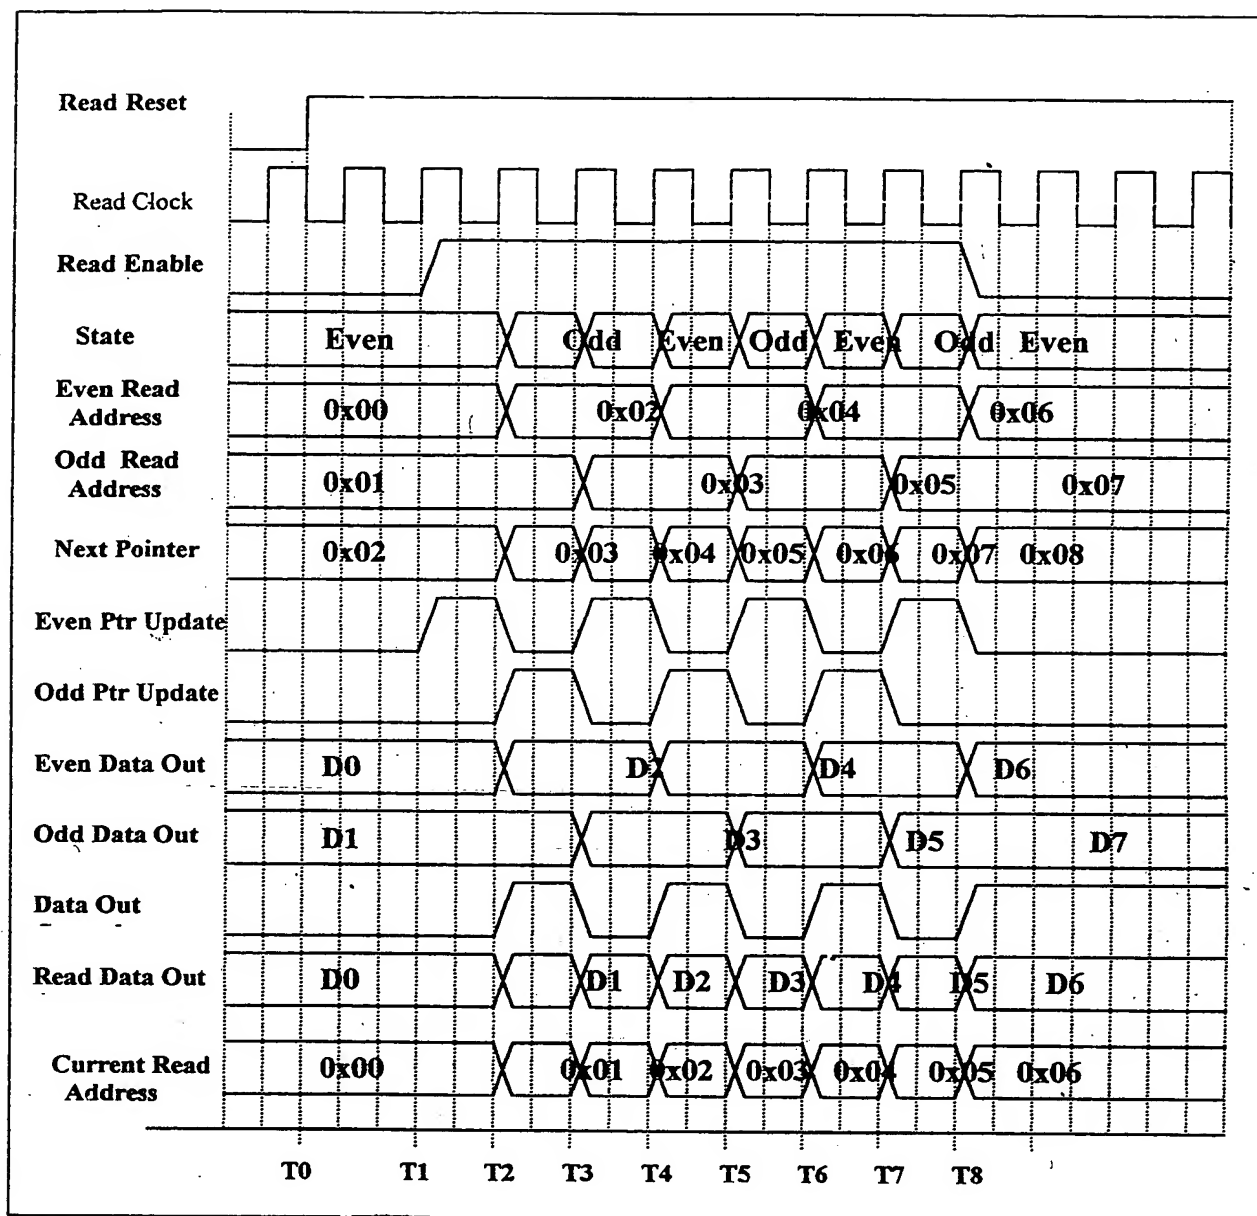 Read Reset
Read Clock
Read Enable
State Even Odd Even Odd Even Odd Even
Even Read
Address 0x00 0x02 0x04 0x06
Odd Read
Address 0x01 0x03 0x05 0x07
Next Pointer 0x02 0x03 0x04 0x05 0x06 0x07 0x08
Even Ptr Update
Odd Ptr Update
Even Data Out D0 D2 D4 D6
Odd Data Out D1 D3 D5 D7
Data Out
Read Data Out D0 D1 D2 D3 D4 D5 D6
Current Read
Address 0x00 0x01 0x02 0x03 0x04 0x05 0x06
T0 T1 T2 T3 T4 T5 T6 T7 T8